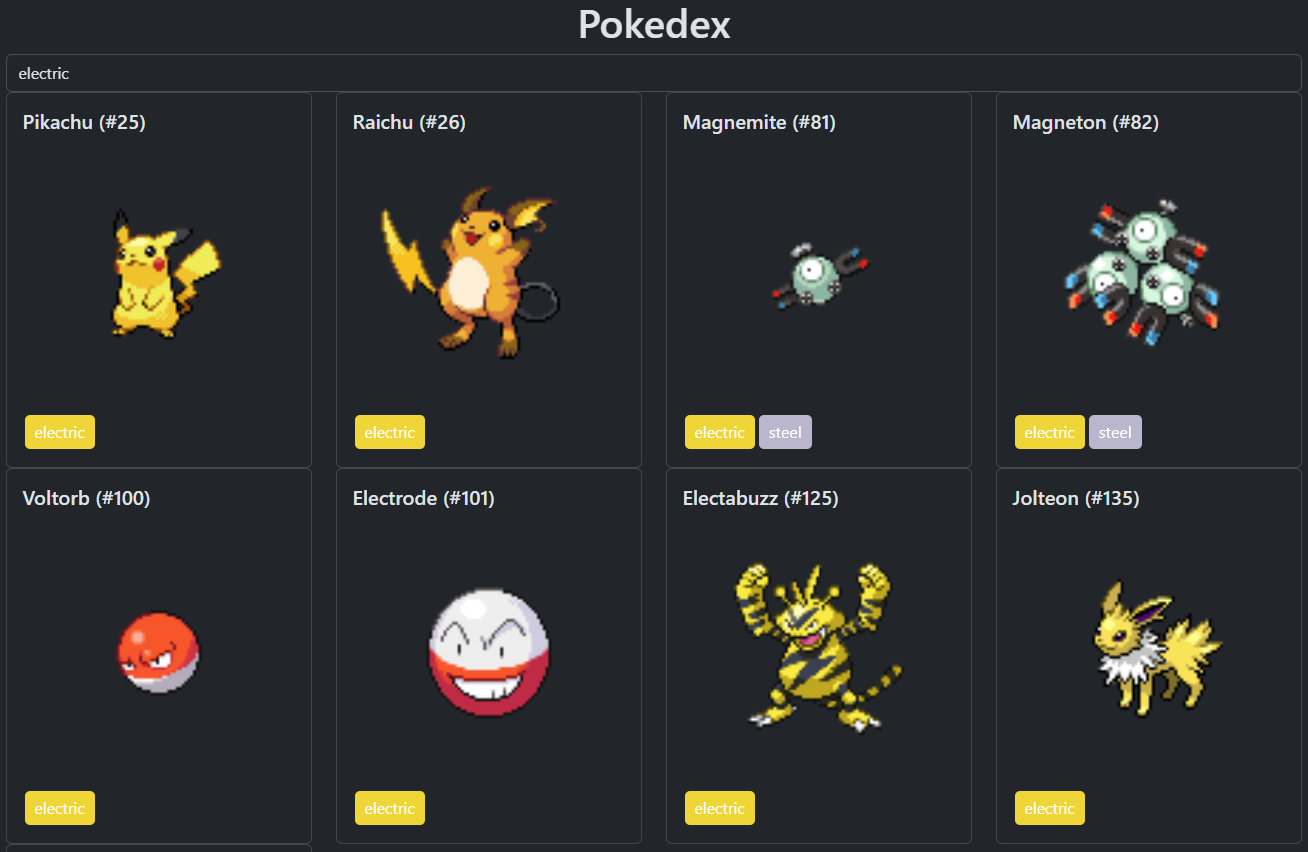 Pokedex
electric
Pikachu (#25)
Raichu (#26)
Magnemite (#81)
Magneton (#82)
electric
electric
electric steel
electric steel
Voltorb (#100)
Electrode (#101)
Electabuzz (#125)
Jolteon (#135)
electric
electric
electric
electric